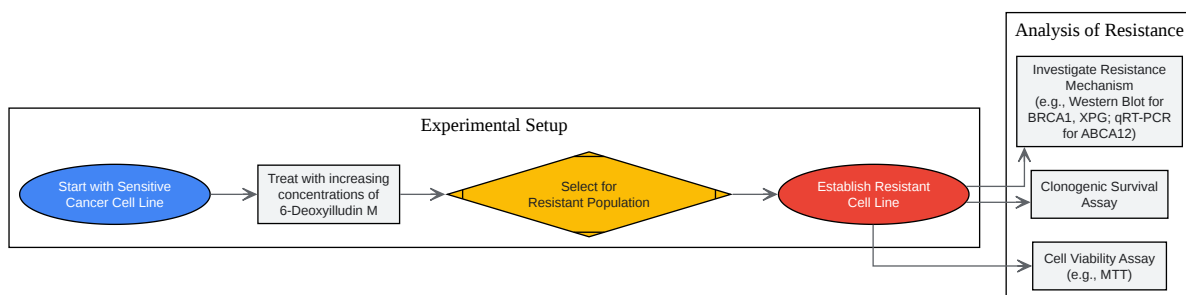 Analysis of Resistance
Investigate Resistance
Mechanism
(e.g., Western Blot for
BRCA1, XPG; qRT-PCR
for ABCA12)
Experimental Setup
Start with Sensitive
Cancer Cell Line
Treat with increasing
concentrations of
6-Deoxyilludin M
Select for
Resistant Population
Establish Resistant
Cell Line
Clonogenic Survival
Assay
Cell Viability Assay
(e.g., MTT)